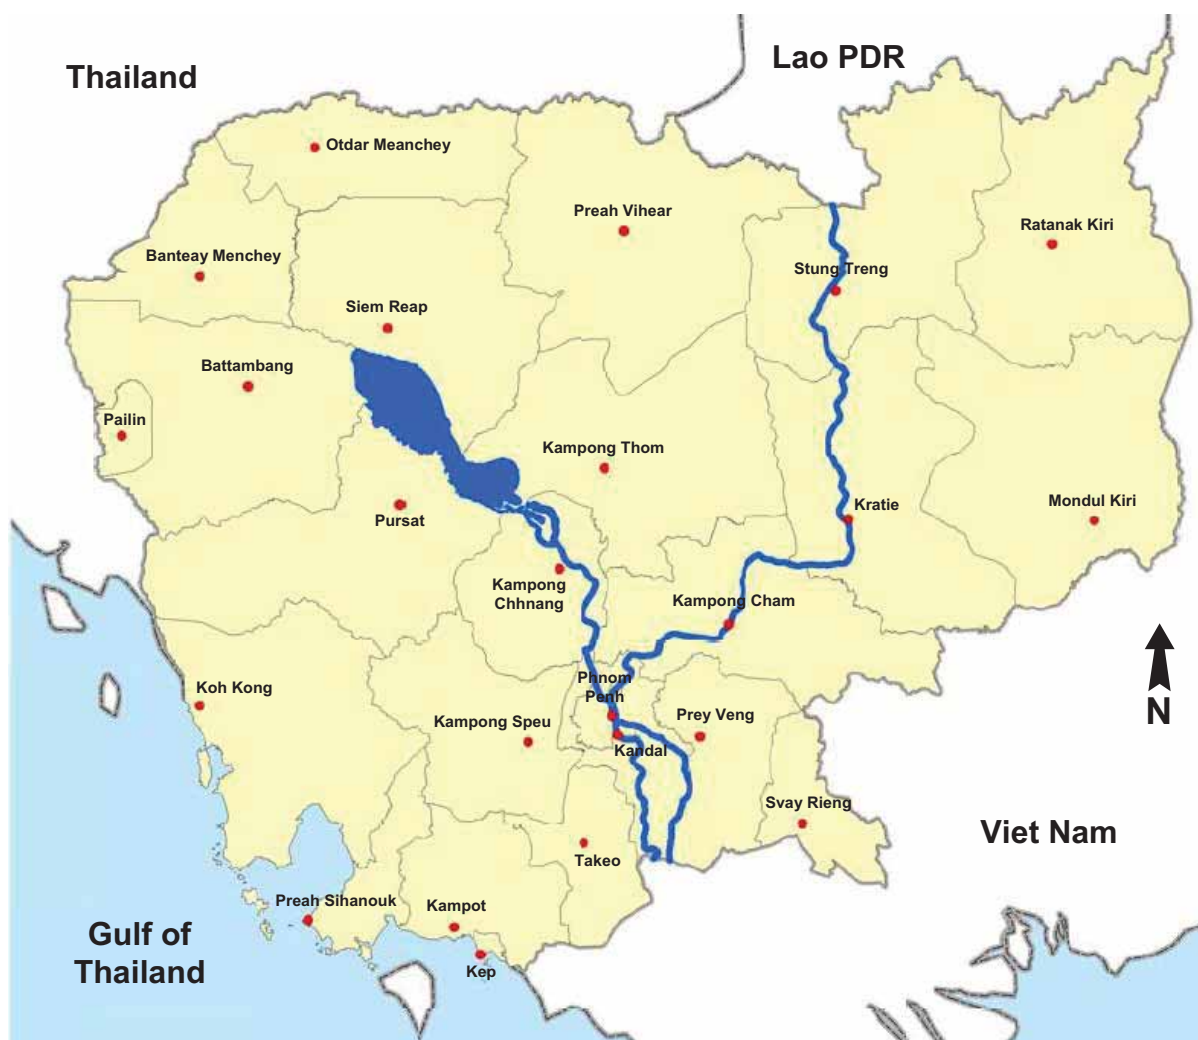 Thailand
Lao PDR
Otdar Meanchey
Preah Vihear
Ratanak Kiri
Banteay Menchey
Stung Treng
Siem Reap
Battambang
Pailin
Kampong Thom
Pursat
Kratie
Mondul Kiri
Kampong
Chhnang
Kampong Cham
Koh Kong
Phnom
Penh
Kampong Speu
Prey Veng
N
Kandal
Svay Rieng
Viet Nam
Takeo
Preah Sihanouk
Kampot
Gulf of
Thailand
Kep